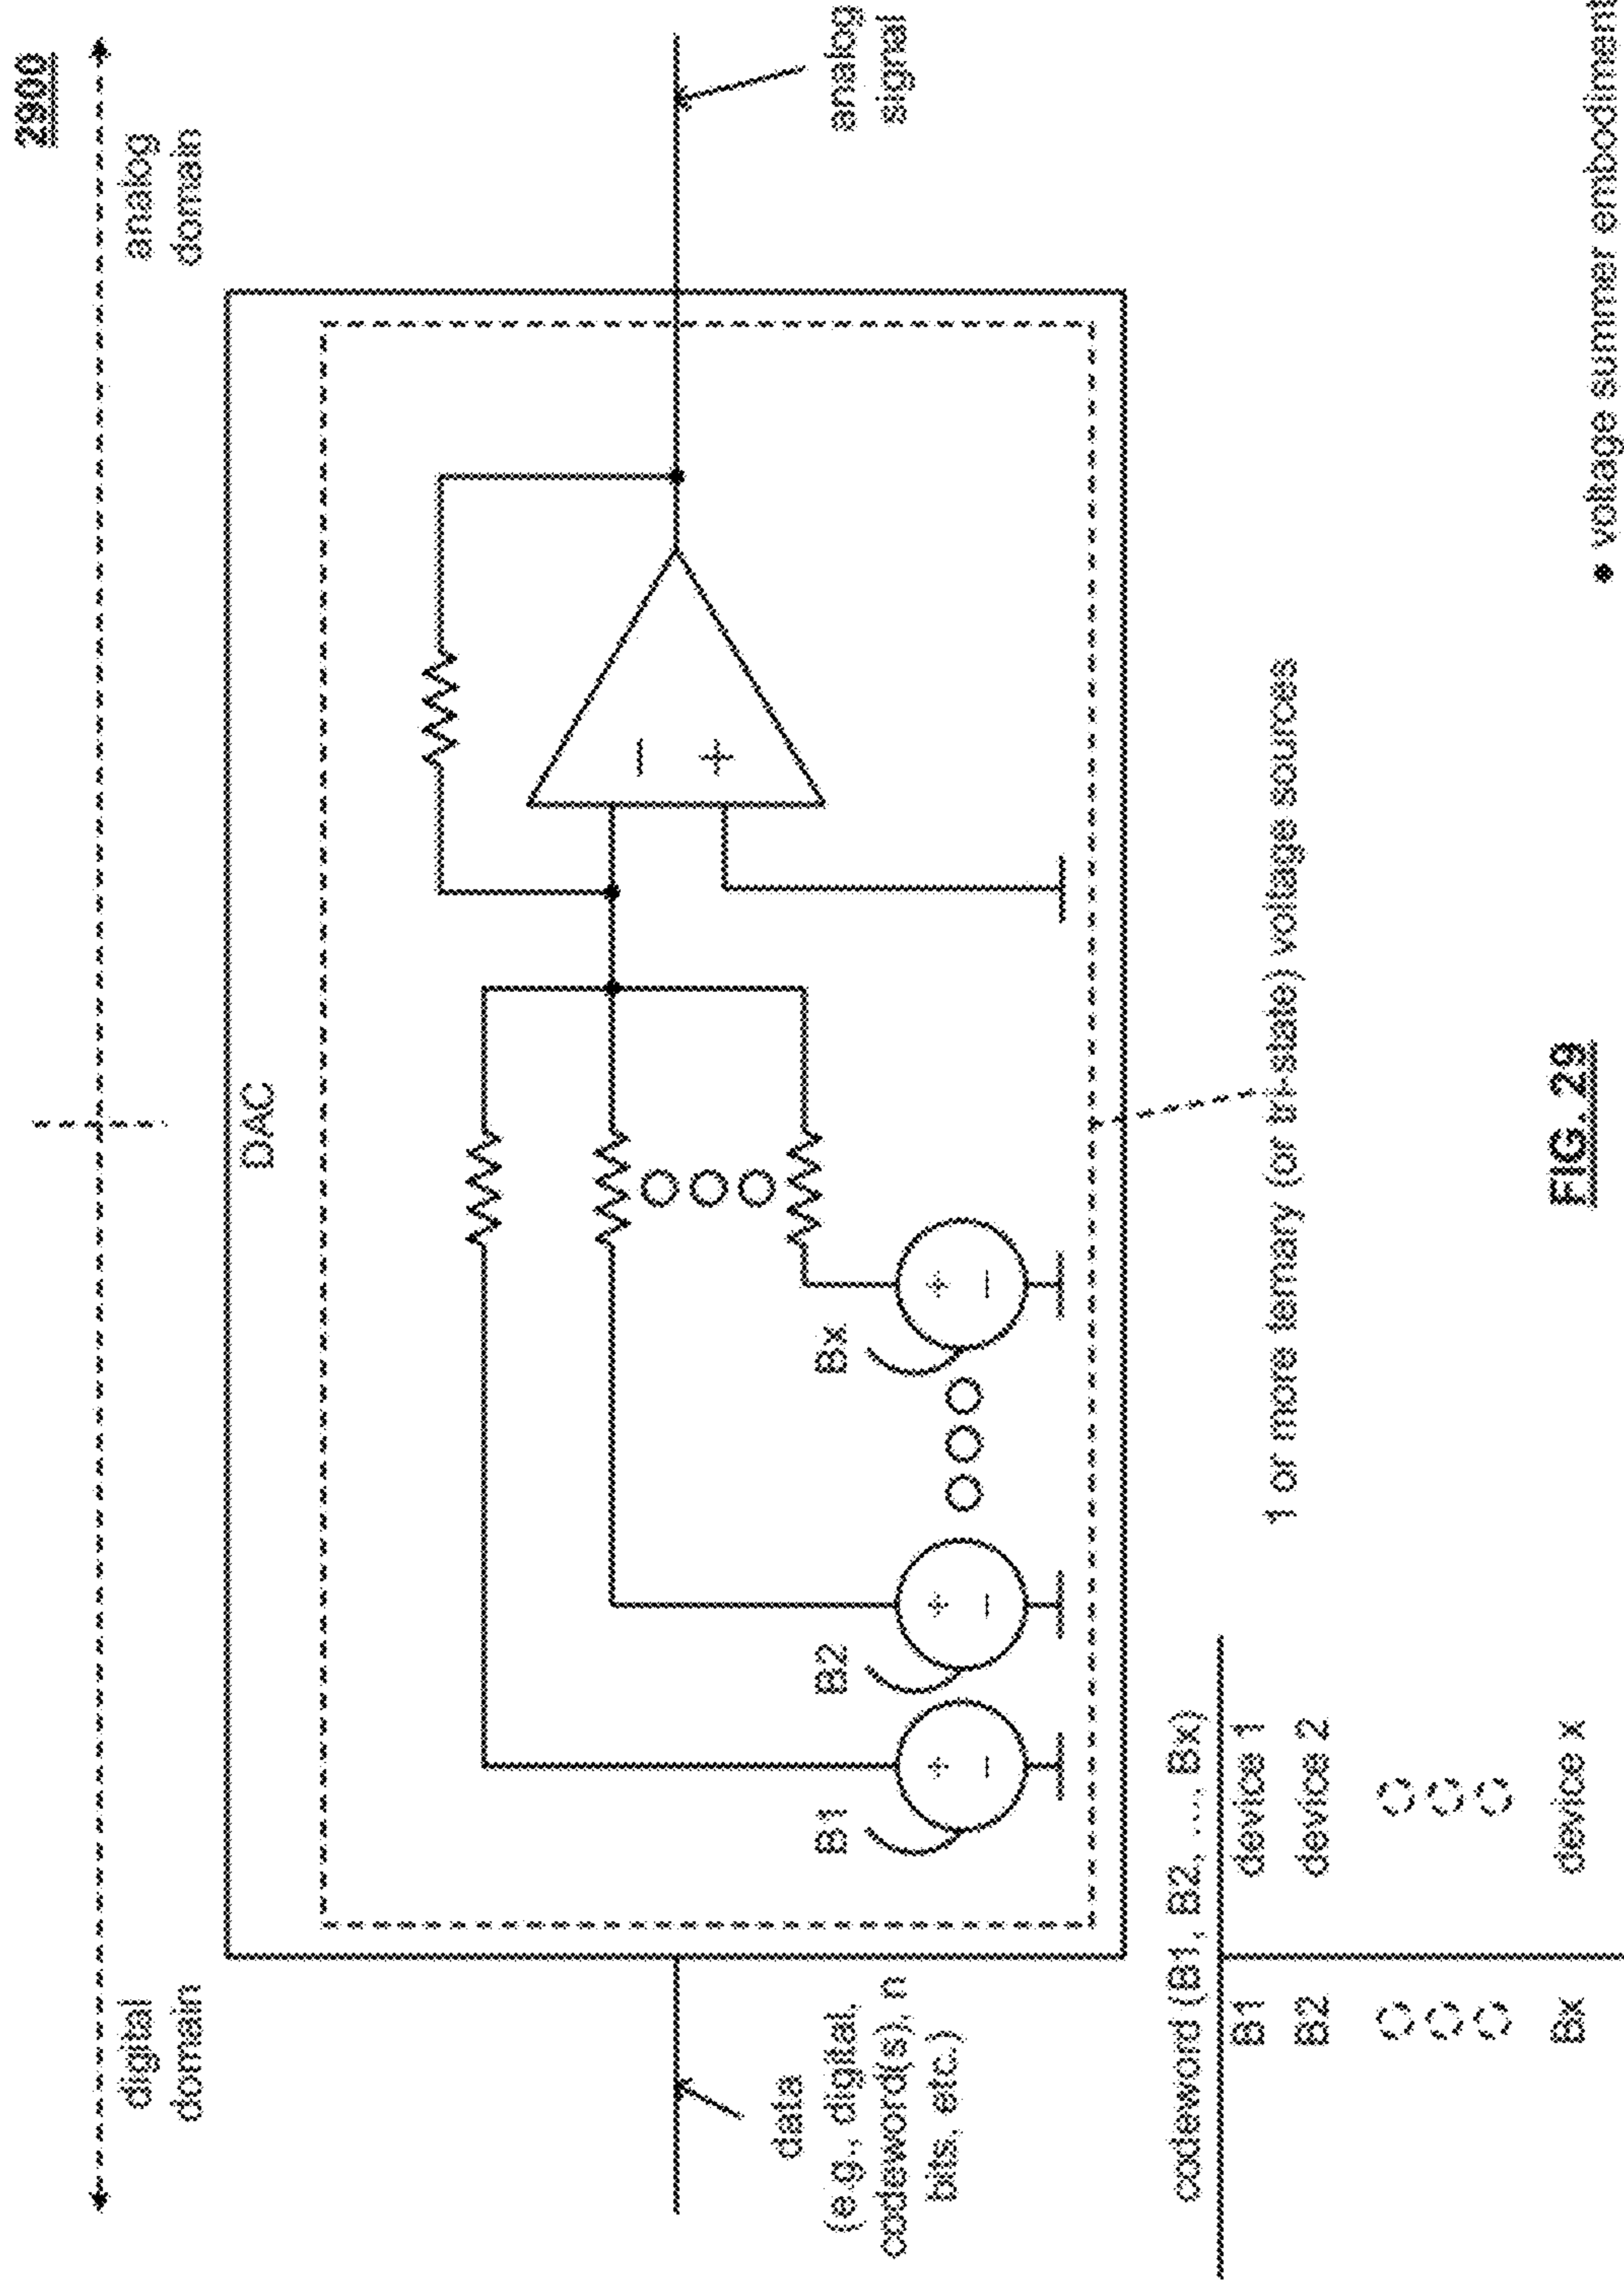 2900
digital
domain
analog
domain
DAC
data
(e.g., digital,
codeword(s), n
bits, etc.)
analog
signal
B1
B2
Bx
+
−
+
−
+
−
−
+
codeword (B1, B2, ..., Bx)
B1 device 1
B2 device 2
Bx device x
1 or more ternary (or tri-state) voltage sources
FIG. 29
• voltage summer embodiment